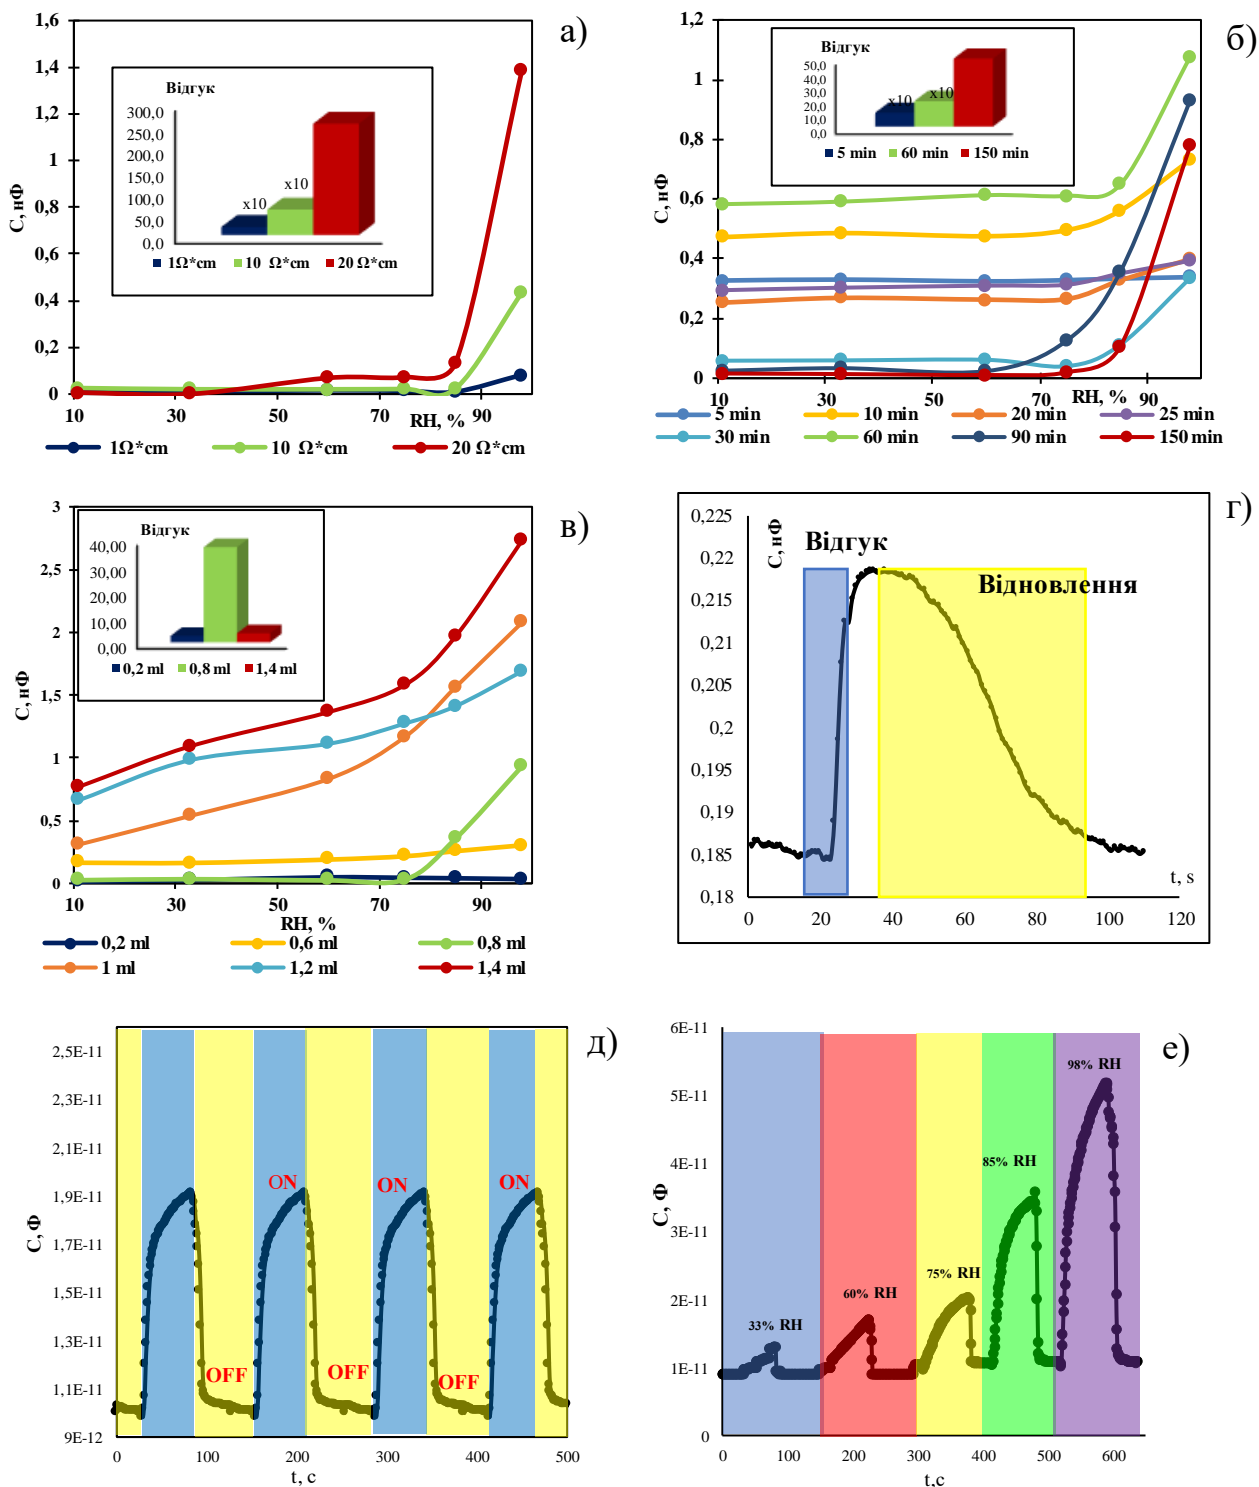 а)
1,6
1,4
1,2
1
0,8
0,6
0,4
0,2
0
С, нФ
10
30
50
70
90
RH, %
Відгук
300,0
250,0
200,0
150,0
100,0
50,0
0,0
x10
x10
1Ω*cm
10 Ω*cm
20 Ω*cm
1Ω*cm
10 Ω*cm
20 Ω*cm
б)
1,2
1
0,8
0,6
0,4
0,2
0
С, нФ
10
30
50
70
90
RH, %
Відгук
50,0
40,0
30,0
20,0
10,0
0,0
x10
x10
5 min
60 min
150 min
5 min
10 min
20 min
25 min
30 min
60 min
90 min
150 min
в)
3
2,5
2
1,5
1
0,5
0
С, нФ
10
30
50
70
90
RH, %
Відгук
40,00
30,00
20,00
10,00
0,00
0,2 ml
0,8 ml
1,4 ml
0,2 ml
0,6 ml
0,8 ml
1 ml
1,2 ml
1,4 ml
г)
0,225
0,22
0,215
0,21
0,205
0,2
0,195
0,19
0,185
0,18
С, нФ
Відгук
Відновлення
t, s
0
20
40
60
80
100
120
д)
2,5E-11
2,3E-11
2,1E-11
1,9E-11
1,7E-11
1,5E-11
1,3E-11
1,1E-11
9E-12
С, Ф
ON
ON
ON
OFF
OFF
OFF
0
100
200
300
400
500
t, с
е)
6E-11
5E-11
4E-11
3E-11
2E-11
1E-11
0
С, Ф
33% RH
60% RH
75% RH
85% RH
98% RH
0
100
200
300
400
500
600
t,с